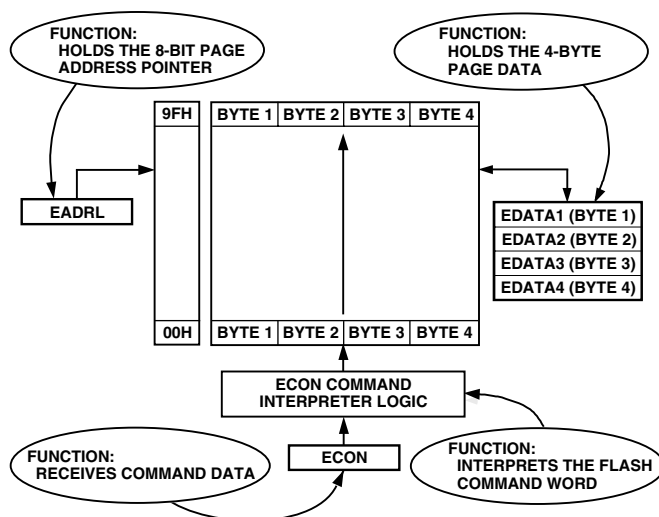 FUNCTION:
HOLDS THE 8-BIT PAGE
ADDRESS POINTER
FUNCTION:
HOLDS THE 4-BYTE
PAGE DATA
9FH
BYTE 1 BYTE 2 BYTE 3 BYTE 4
EADRL
EDATA1 (BYTE 1)
EDATA2 (BYTE 2)
EDATA3 (BYTE 3)
EDATA4 (BYTE 4)
00H
BYTE 1 BYTE 2 BYTE 3 BYTE 4
ECON COMMAND
INTERPRETER LOGIC
FUNCTION:
RECEIVES COMMAND DATA
ECON
FUNCTION:
INTERPRETS THE FLASH
COMMAND WORD